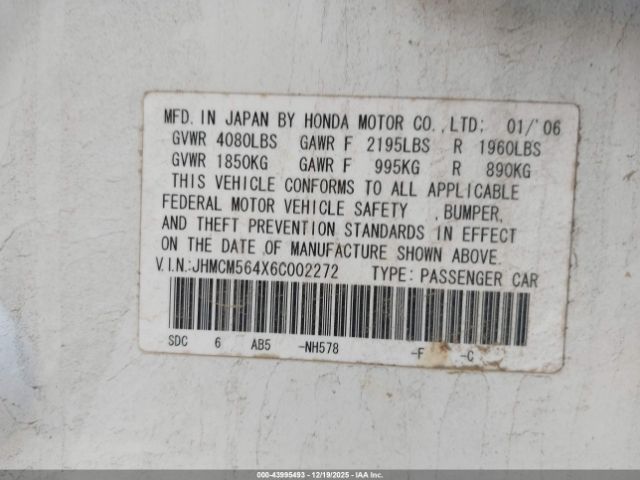 MFD. IN JAPAN BY HONDA MOTOR CO., LTD; 01/'06
GVWR 4080LBS GAWR F 2195LBS R 1960LBS
GVWR 1850KG GAWR F 995KG R 890KG
THIS VEHICLE CONFORMS TO ALL APPLICABLE
FEDERAL MOTOR VEHICLE SAFETY , BUMPER,
AND THEFT PREVENTION STANDARDS IN EFFECT
ON THE DATE OF MANUFACTURE SHOWN ABOVE.
V.I.N.:JHMCM564X6C002272 TYPE: PASSENGER CAR
SDC 6 AB5 -NH578 -F -C
000-43995493 - 12/19/2025 - IAAI.CA